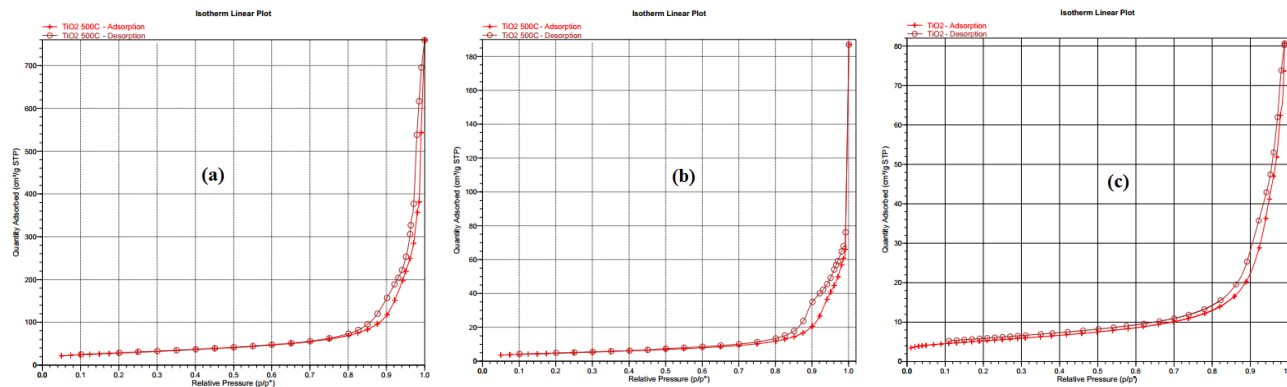 Isotherm Linear Plot
TiO2 500C - Adsorption
TiO2 500C - Desorption
Quantity Adsorbed (cm³/g STP)
700
600
500
400
300
200
100
0
(a)
0.0 0.1 0.2 0.3 0.4 0.5 0.6 0.7 0.8 0.9 1.0
Relative Pressure (p/p°)
Isotherm Linear Plot
TiO2 500C - Adsorption
TiO2 500C - Desorption
Quantity Adsorbed (cm³/g STP)
180
160
140
120
100
80
60
40
20
0
(b)
0.0 0.1 0.2 0.3 0.4 0.5 0.6 0.7 0.8 0.9 1.0
Relative Pressure (p/p°)
Isotherm Linear Plot
TiO2 - Adsorption
TiO2 - Desorption
Quantity Adsorbed (cm³/g STP)
80
70
60
50
40
30
20
10
0
(c)
0.0 0.1 0.2 0.3 0.4 0.5 0.6 0.7 0.8 0.9
Relative Pressure (p/p°)